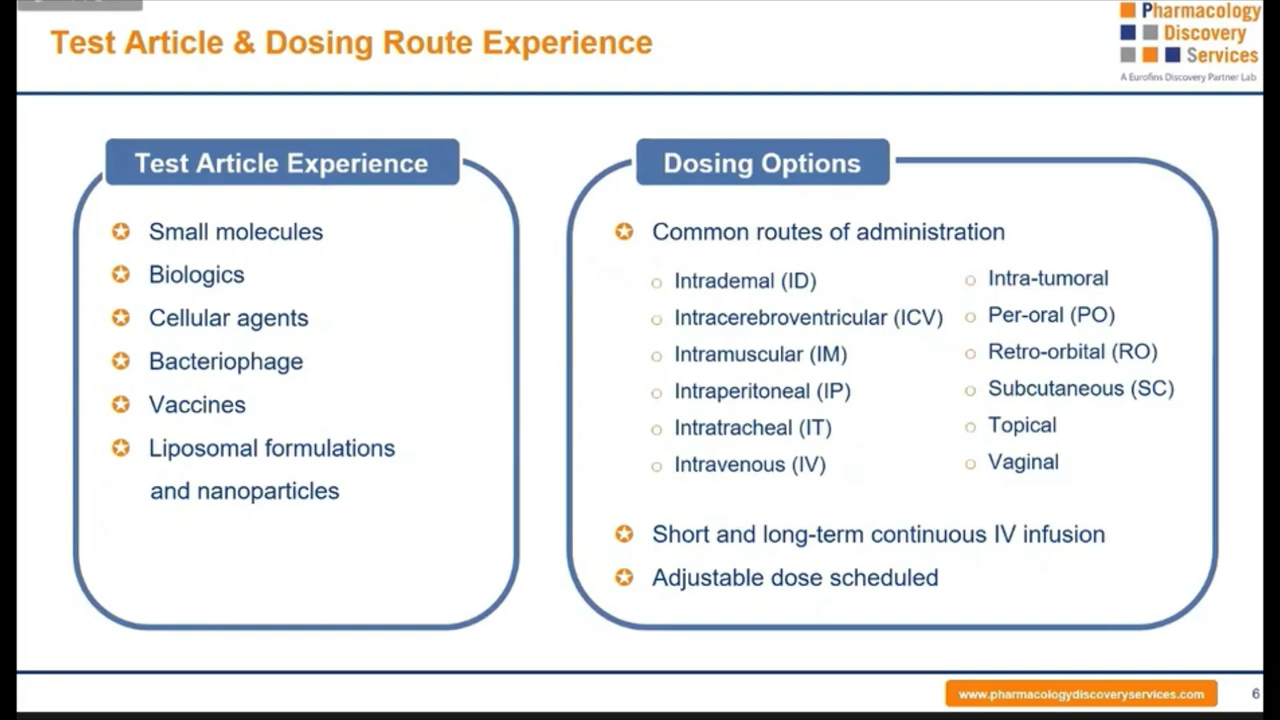 Test Article & Dosing Route Experience
Pharmacology
Discovery
Services
A Eurofins Discovery Partner Lab
Test Article Experience
Small molecules
Biologics
Cellular agents
Bacteriophage
Vaccines
Liposomal formulations
and nanoparticles
Dosing Options
Common routes of administration
Intrademal (ID)
Intracerebroventricular (ICV)
Intramuscular (IM)
Intraperitoneal (IP)
Intratracheal (IT)
Intravenous (IV)
Intra-tumoral
Per-oral (PO)
Retro-orbital (RO)
Subcutaneous (SC)
Topical
Vaginal
Short and long-term continuous IV infusion
Adjustable dose scheduled
www.pharmacologydiscoveryservices.com
6